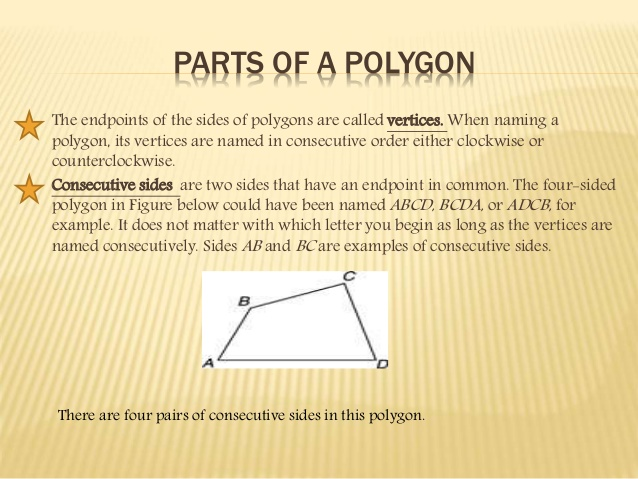 PARTS OF A POLYGON
The endpoints of the sides of polygons are called vertices. When naming a
polygon, its vertices are named in consecutive order either clockwise or
counterclockwise.
Consecutive sides are two sides that have an endpoint in common. The four-sided
polygon in Figure below could have been named ABCD, BCDA, or ADCB, for
example. It does not matter with which letter you begin as long as the vertices are
named consecutively. Sides AB and BC are examples of consecutive sides.
C
B
A
D
There are four pairs of consecutive sides in this polygon.